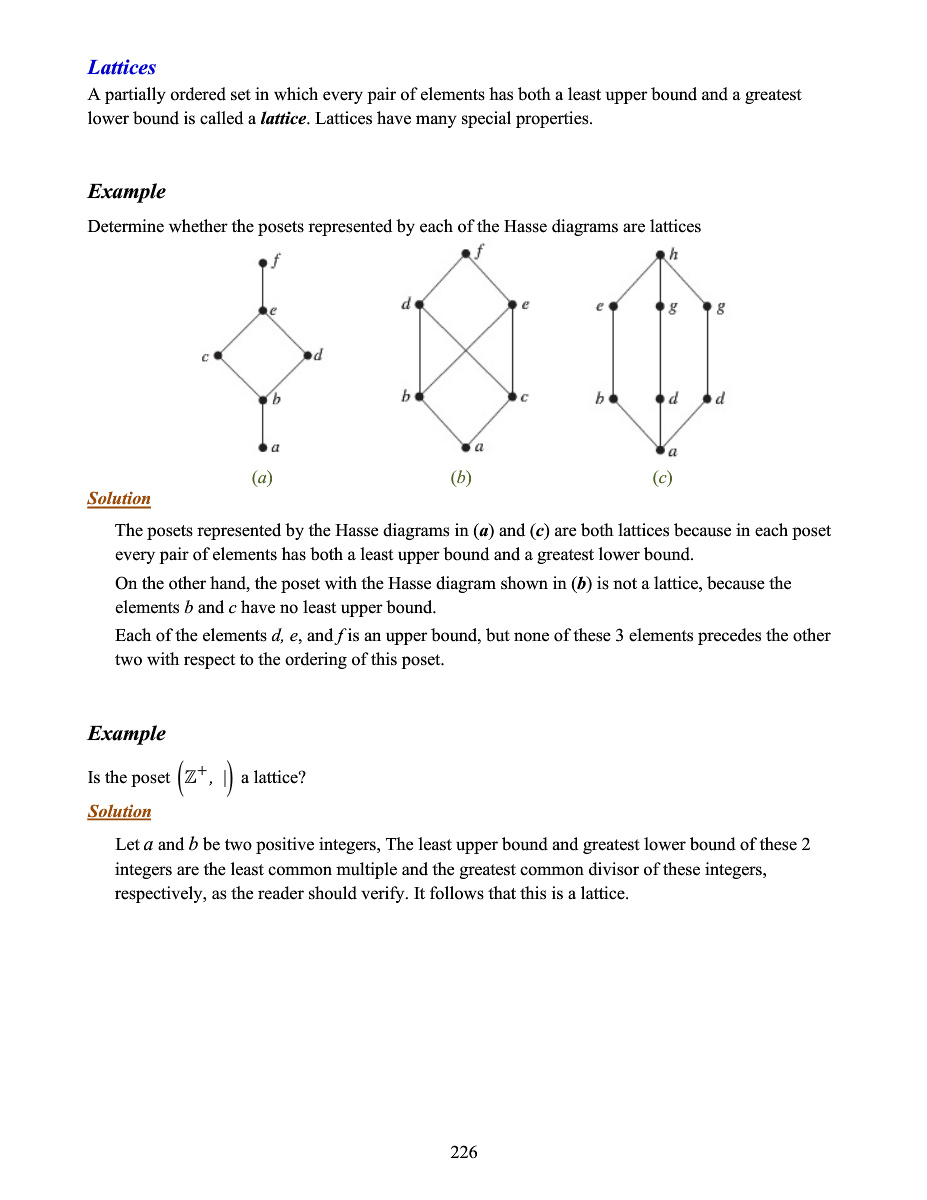 Lattices
A partially ordered set in which every pair of elements has both a least upper bound and a greatest
lower bound is called a lattice. Lattices have many special properties.
Example
Determine whether the posets represented by each of the Hasse diagrams are lattices
f
e
c
d
b
a
(a)
f
d
e
b
c
a
(b)
h
e
g
g
b
d
d
a
(c)
Solution
The posets represented by the Hasse diagrams in (a) and (c) are both lattices because in each poset
every pair of elements has both a least upper bound and a greatest lower bound.
On the other hand, the poset with the Hasse diagram shown in (b) is not a lattice, because the
elements b and c have no least upper bound.
Each of the elements d, e, and f is an upper bound, but none of these 3 elements precedes the other
two with respect to the ordering of this poset.
Example
Is the poset (ℤ⁺, |) a lattice?
Solution
Let a and b be two positive integers, The least upper bound and greatest lower bound of these 2
integers are the least common multiple and the greatest common divisor of these integers,
respectively, as the reader should verify. It follows that this is a lattice.
226